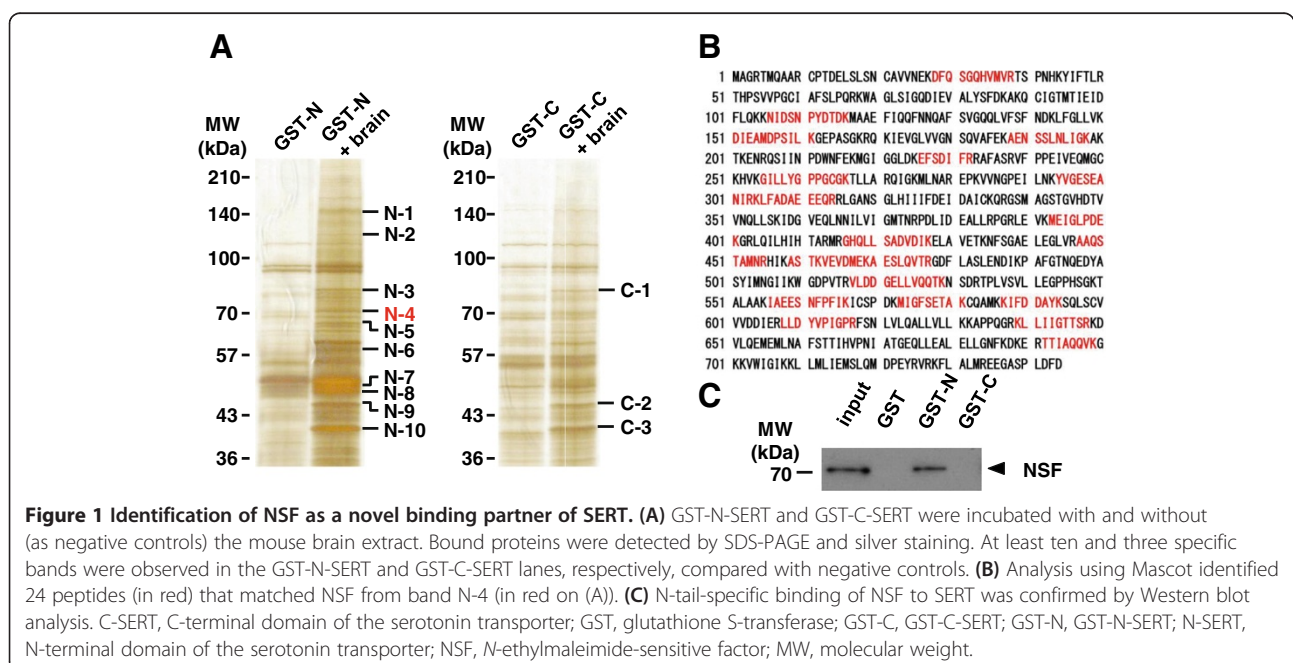 A
GST-N
GST-N + brain
MW (kDa)
210
140
100
70
57
43
36
N-1
N-2
N-3
N-4
N-5
N-6
N-7
N-8
N-9
N-10
GST-C
GST-C + brain
MW (kDa)
210
140
100
70
57
43
36
C-1
C-2
C-3
B
1 MAGRTMQAAR CPTDELSLSN CAVVNEKDFQ SGQHVMVRTS PNHKYIFTLR
51 THPSVVPGCI AFSLPQRKWA GLSIGQDIEV ALYSFDKAKQ CIGTMTIEID
101 FLQKKNIDSN PYDTDKMAAE FIQQFNNQAF SVGQQLVFSF NDKLFGLLVK
151 DIEAMDPSIL KGEPASGKRQ KIEVGLVVGN SQVAFEKAEN SSLNLIGKAK
201 TKENRQSIIN PDWNFEKMGI GGLDKEFSDI FRRAFASRVF PPEIVEQMGC
251 KHVKGILLYG PPGCGKTLLA RQIGKMLNAR EPKVVNGPEI LNKYVGESEA
301 NIRKLFADAE EEQRRLGANS GLHIIIFDEI DAICKQRGSM AGSTGVHDTV
351 VNQLLSKIDG VEQLNNILVI GMTNRPDLID EALLRPGRLE VKMEIGLPDE
401 KGRLQILHIH TARMRGHQLL SADVDIKELA VETKNFSGAE LEGLVRAAQS
451 TAMNRHIKAS TKVEVDMEKA ESLQVTRGDF LASLENDIKP AFGTNQEDYA
501 SYIMNGIIKW GDPVTRVLDD GELLVQQTKN SDRTPLVSVL LEGPPHSGKT
551 ALAAKIAEES NFPFIKICSP DKMIGFSETA KCQAMKKIFD DAYKSQLSCV
601 VVDDIERLLD YVPIGPRFSN LVLQALLVLL KKAPPQGRKL LIIGTTSRKD
651 VLQEMEMLNA FSTTIHVPNI ATGEQLLEAL ELLGNFKDKE RTTIAQQVKG
701 KKVWIGIKKL LMLIEMSLQM DPEYRVRKFL ALMREEGASP LDFD
C
input
GST
GST-N
GST-C
MW (kDa)
70
NSF
Figure 1 Identification of NSF as a novel binding partner of SERT. (A) GST-N-SERT and GST-C-SERT were incubated with and without
(as negative controls) the mouse brain extract. Bound proteins were detected by SDS-PAGE and silver staining. At least ten and three specific
bands were observed in the GST-N-SERT and GST-C-SERT lanes, respectively, compared with negative controls. (B) Analysis using Mascot identified
24 peptides (in red) that matched NSF from band N-4 (in red on (A)). (C) N-tail-specific binding of NSF to SERT was confirmed by Western blot
analysis. C-SERT, C-terminal domain of the serotonin transporter; GST, glutathione S-transferase; GST-C, GST-C-SERT; GST-N, GST-N-SERT; N-SERT,
N-terminal domain of the serotonin transporter; NSF, N-ethylmaleimide-sensitive factor; MW, molecular weight.